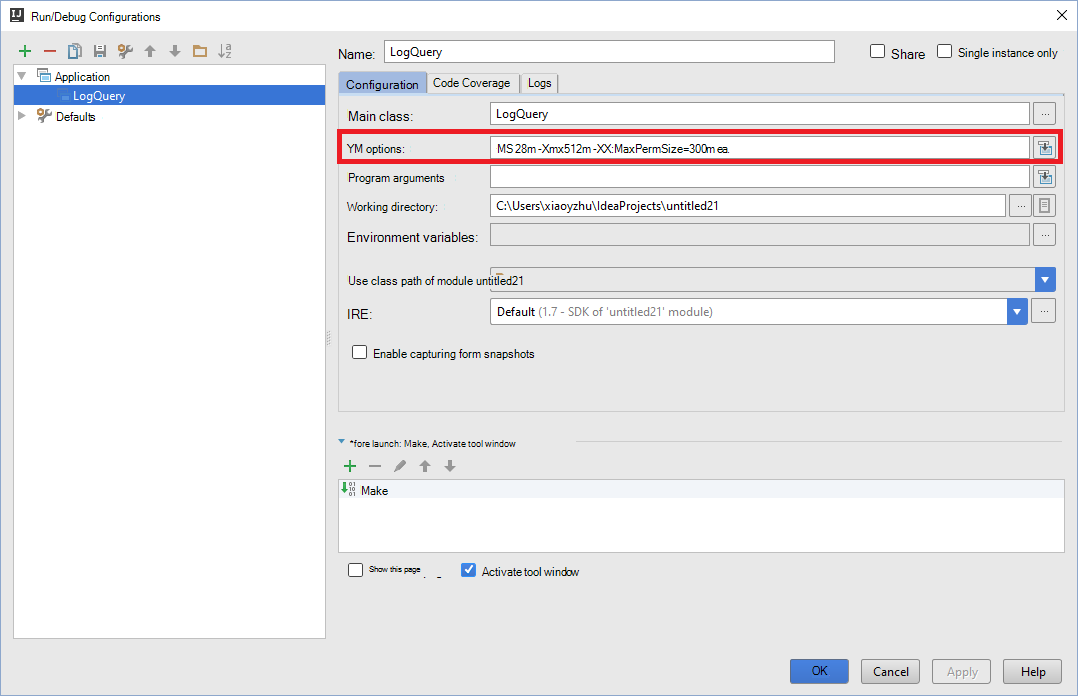 Run/Debug Configurations
Name: LogQuery Share Single instance only
Application
LogQuery
Defaults
Configuration Code Coverage Logs
Main class: LogQuery ...
YM options: MS 28m -Xmx512m -XX:MaxPermSize=300m ea.
Program arguments
Working directory: C:\Users\xiaoyzhu\IdeaProjects\untitled21 ...
Environment variables: ...
Use class path of module untitled21
IRE: Default (1.7 - SDK of 'untitled21' module) ...
Enable capturing form snapshots
*fore launch: Make, Activate tool window
Make
Show this page Activate tool window
OK Cancel Apply Help